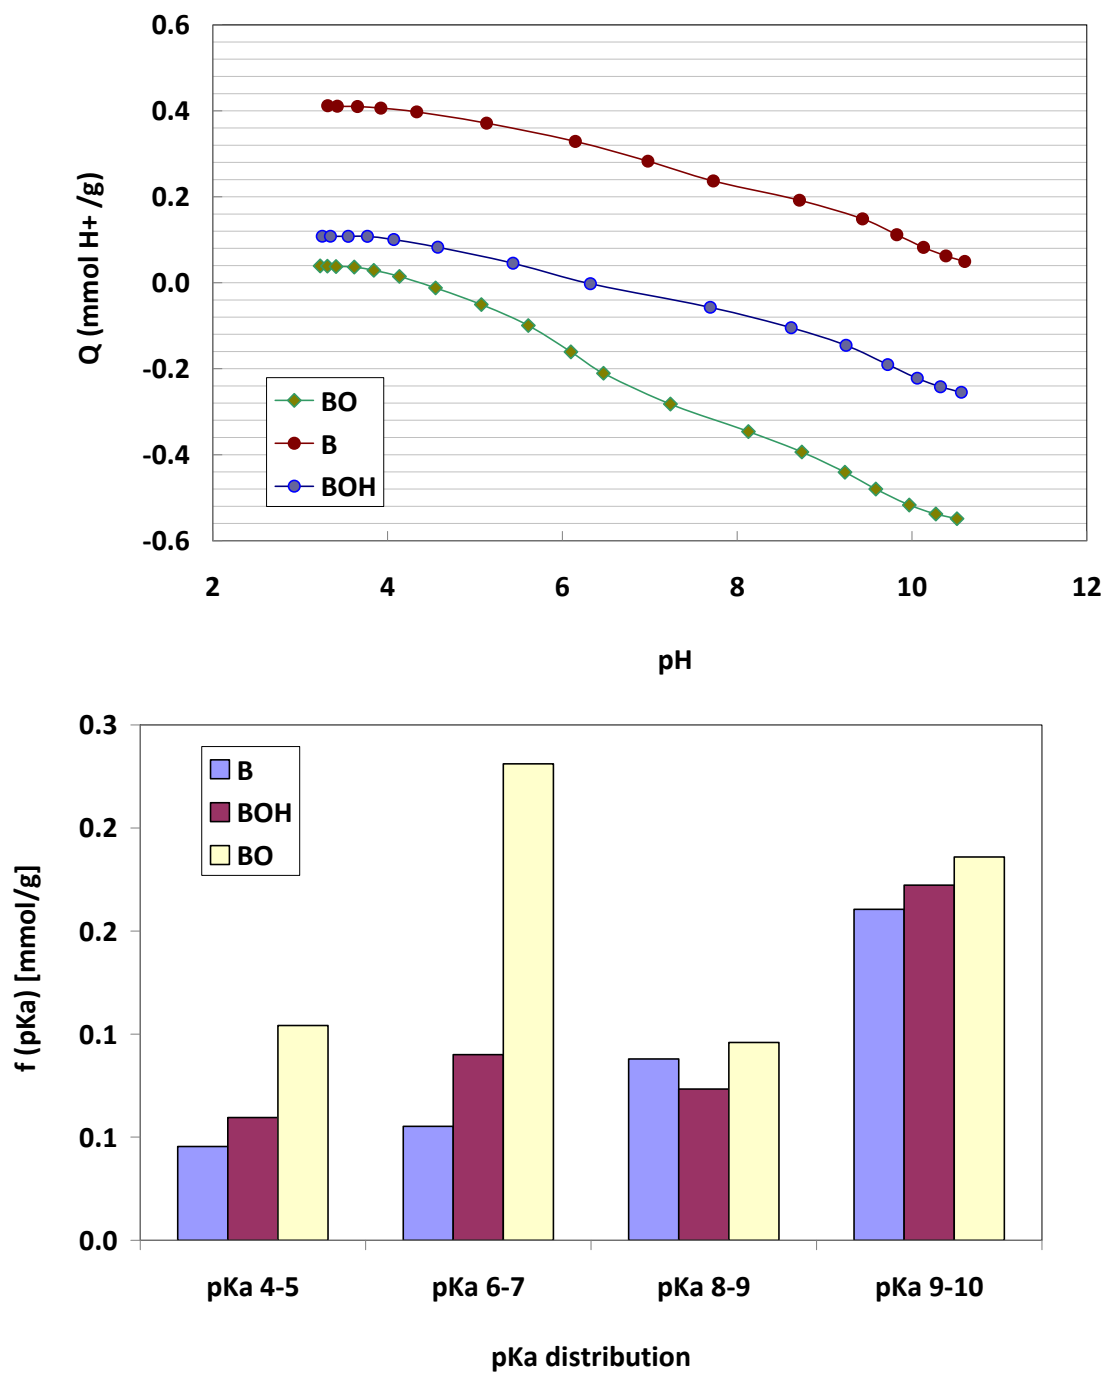 0.6
0.4
0.2
0.0
-0.2
-0.4
-0.6
Q (mmol H+ /g)
BO
B
BOH
2 4 6 8 10 12
pH
0.3
0.2
0.2
0.1
0.1
0.0
f (pKa) [mmol/g]
B
BOH
BO
pKa 4-5 pKa 6-7 pKa 8-9 pKa 9-10
pKa distribution